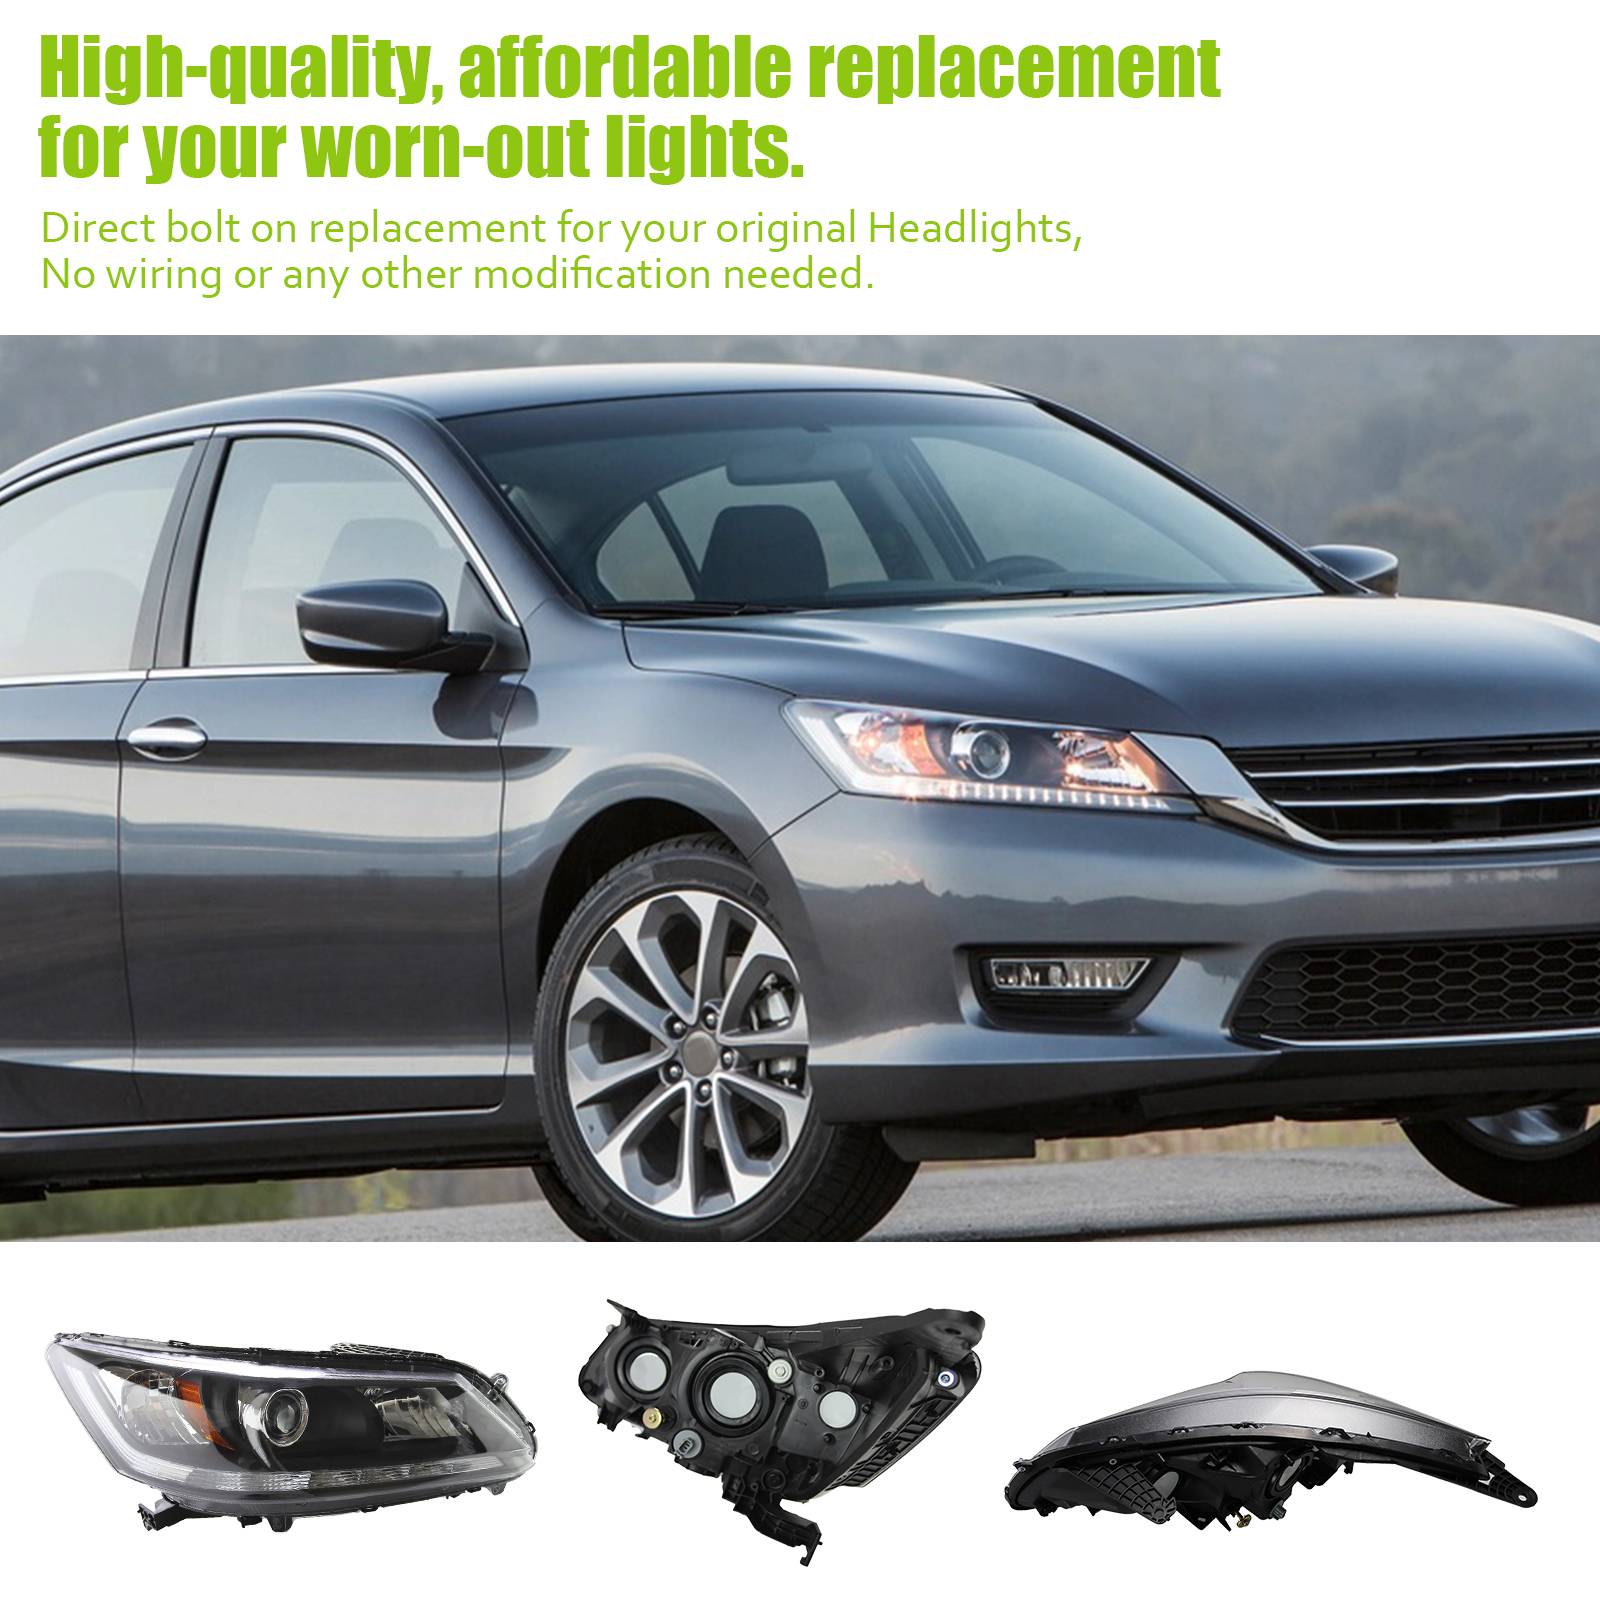 High-quality, affordable replacement
for your worn-out lights.
Direct bolt on replacement for your original Headlights,
No wiring or any other modification needed.